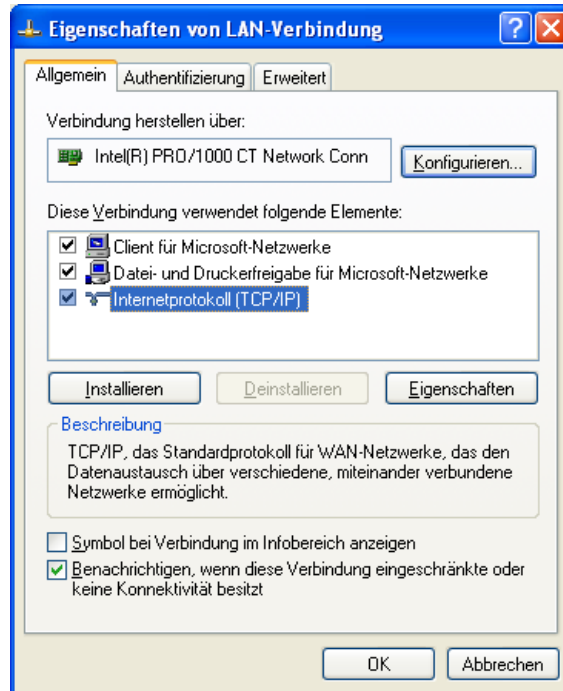 Eigenschaften von LAN-Verbindung
Allgemein Authentifizierung Erweitert
Verbindung herstellen über:
Intel(R) PRO/1000 CT Network Conn Konfigurieren...
Diese Verbindung verwendet folgende Elemente:
Client für Microsoft-Netzwerke
Datei- und Druckerfreigabe für Microsoft-Netzwerke
Internetprotokoll (TCP/IP)
Installieren Deinstallieren Eigenschaften
Beschreibung
TCP/IP, das Standardprotokoll für WAN-Netzwerke, das den
Datenaustausch über verschiedene, miteinander verbundene
Netzwerke ermöglicht.
Symbol bei Verbindung im Infobereich anzeigen
Benachrichtigen, wenn diese Verbindung eingeschränkte oder
keine Konnektivität besitzt
OK Abbrechen